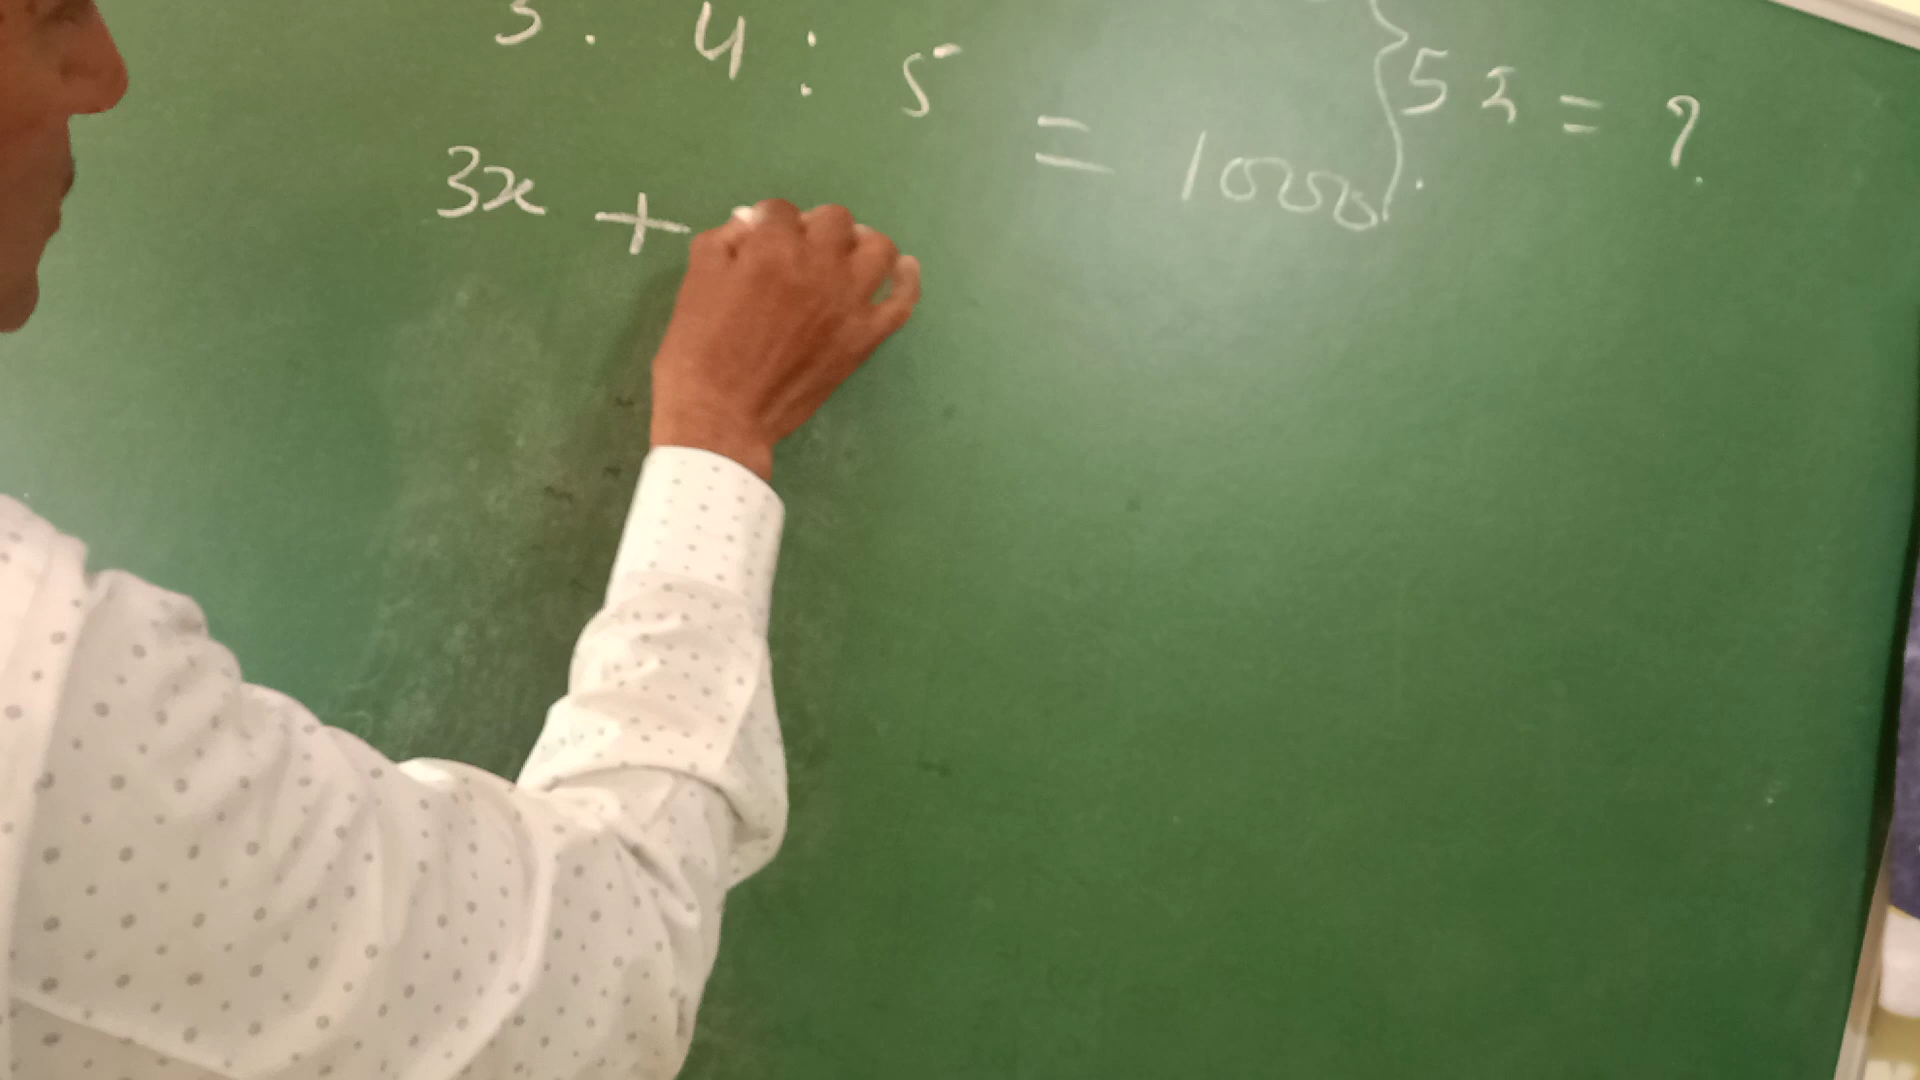 3 : 4 : 5 = 1000
5x = ?
3x +